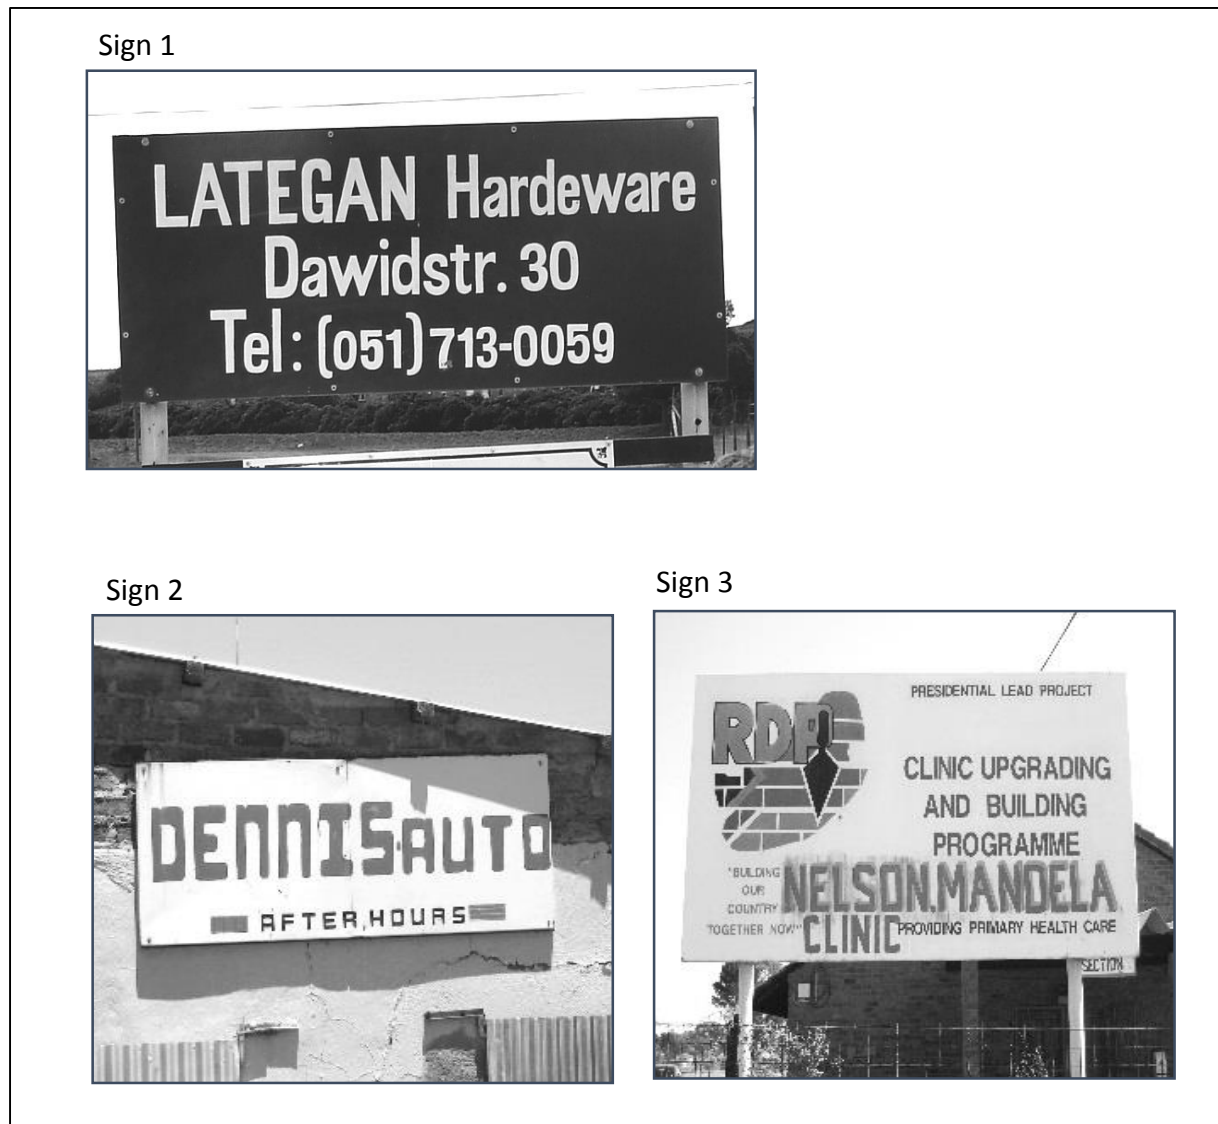 Sign 1
LATEGAN Hardeware
Dawidstr. 30
Tel: (051) 713-0059
Sign 2
DENNIS.AUTO
AFTER.HOURS
Sign 3
RDP
PRESIDENTIAL LEAD PROJECT
CLINIC UPGRADING
AND BUILDING
PROGRAMME
"BUILDING
OUR
COUNTRY
TOGETHER NOW"
NELSON.MANDELA
CLINIC
PROVIDING PRIMARY HEALTH CARE
SECTION